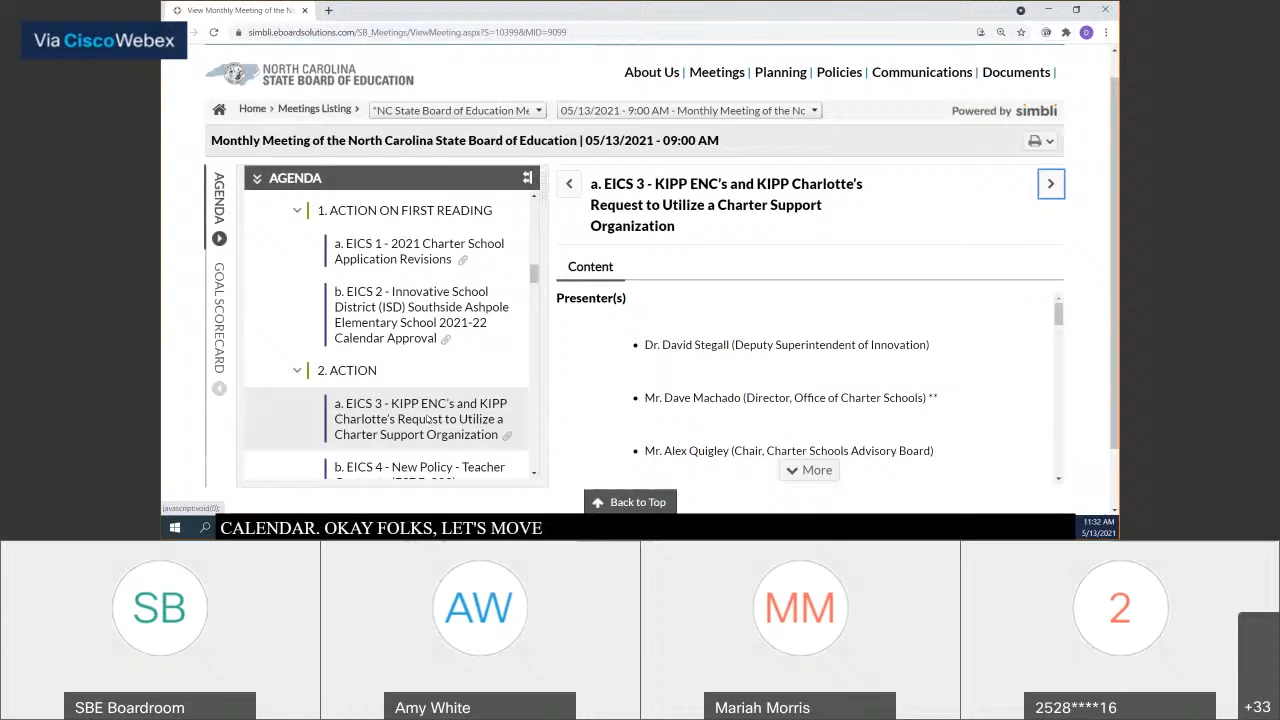 View Monthly Meeting of the No
Via CiscoWebex
simbli.eboardsolutions.com/SB_Meetings/ViewMeeting.aspx?S=10399&MID=9099
D
NORTH CAROLINA
STATE BOARD OF EDUCATION
About Us | Meetings | Planning | Policies | Communications | Documents |
Home > Meetings Listing >
*NC State Board of Education Me
05/13/2021 - 9:00 AM - Monthly Meeting of the Nc
Powered by simbli
Monthly Meeting of the North Carolina State Board of Education | 05/13/2021 - 09:00 AM
AGENDA
GOAL SCORECARD
AGENDA
1. ACTION ON FIRST READING
a. EICS 1 - 2021 Charter School
Application Revisions
b. EICS 2 - Innovative School
District (ISD) Southside Ashpole
Elementary School 2021-22
Calendar Approval
2. ACTION
a. EICS 3 - KIPP ENC's and KIPP
Charlotte's Request to Utilize a
Charter Support Organization
b. EICS 4 - New Policy - Teacher
a. EICS 3 - KIPP ENC's and KIPP Charlotte's
Request to Utilize a Charter Support
Organization
Content
Presenter(s)
• Dr. David Stegall (Deputy Superintendent of Innovation)
• Mr. Dave Machado (Director, Office of Charter Schools) **
• Mr. Alex Quigley (Chair, Charter Schools Advisory Board)
More
Back to Top
javascript:void(0);
CALENDAR. OKAY FOLKS, LET'S MOVE
11:32 AM
5/13/2021
SB
AW
MM
2
SBE Boardroom
Amy White
Mariah Morris
2528****16
+33